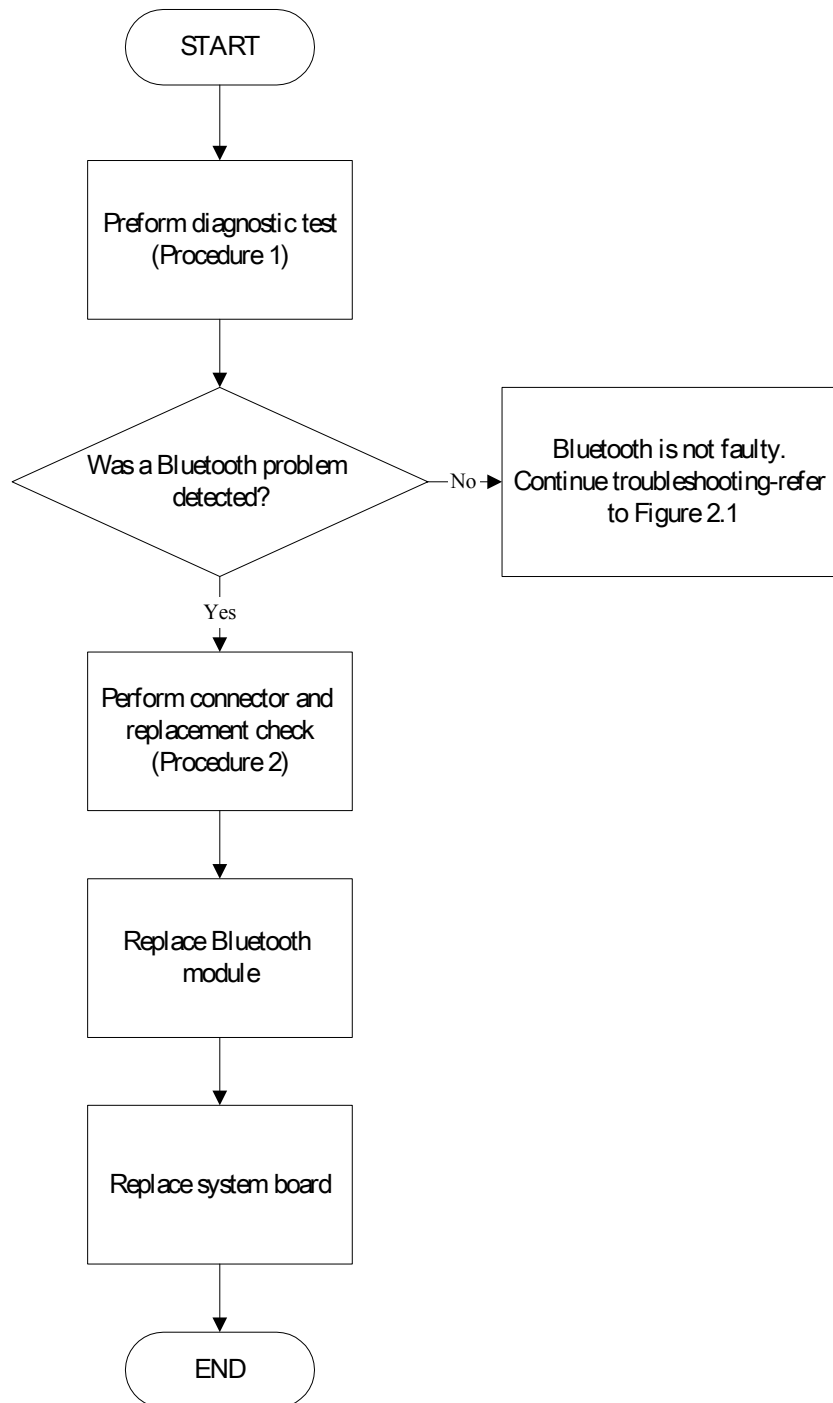 START
Preform diagnostic test
(Procedure 1)
Was a Bluetooth problem
detected?
No
Bluetooth is not faulty.
Continue troubleshooting-refer
to Figure 2.1
Yes
Perform connector and
replacement check
(Procedure 2)
Replace Bluetooth
module
Replace system board
END